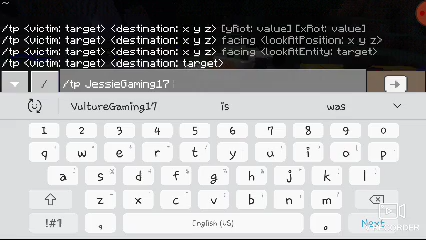 ~
/tp <victim: target> <destination: x y z> [yRot: value] [xRot: value]
/tp <victim: target> <destination: x y z> facing <lookAtPosition: x y z>
/tp <victim: target> <destination: x y z> facing <lookAtEntity: target>
/tp <victim: target> <destination: target>
/ /tp JessieGaming17
VultureGaming17 is was
1 2 3 4 5 6 7 8 9 0
q w e r t y u i o p
a s d f g h j k l
z x c v b n m
!#1 , English (US) . Next